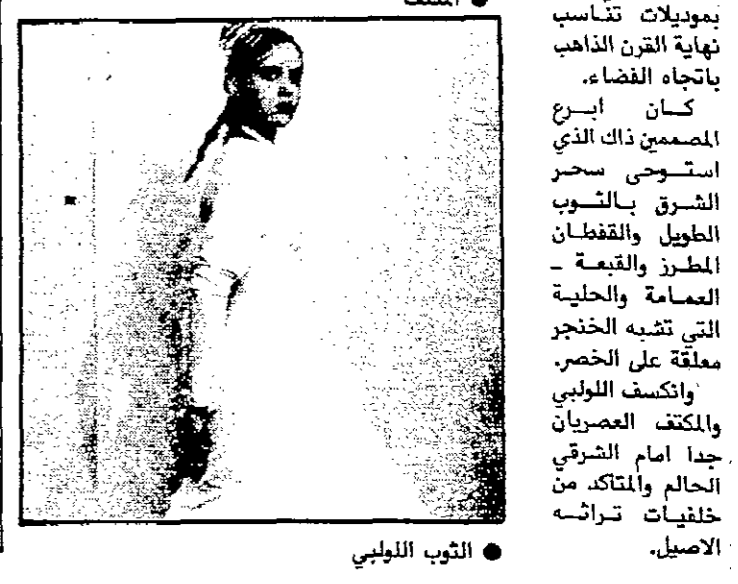 بموديلات تناسب
نهاية القرن الذاهب
باتجاه الفضاء.
كان ابرع
المصممين ذاك الذي
استوحى سحر
الشرق بالثوب
الطويل والقفطان
المطرز والقبعة ـ
العمامة والحلية
التي تشبه الخنجر
معلقة على الخصر.
وانكسف اللولبي
والمكتف العصريان
جدا امام الشرقي
الحالم والمتاكد من
خلفيات تراثه
الاصيل.
● الثوب اللولبي